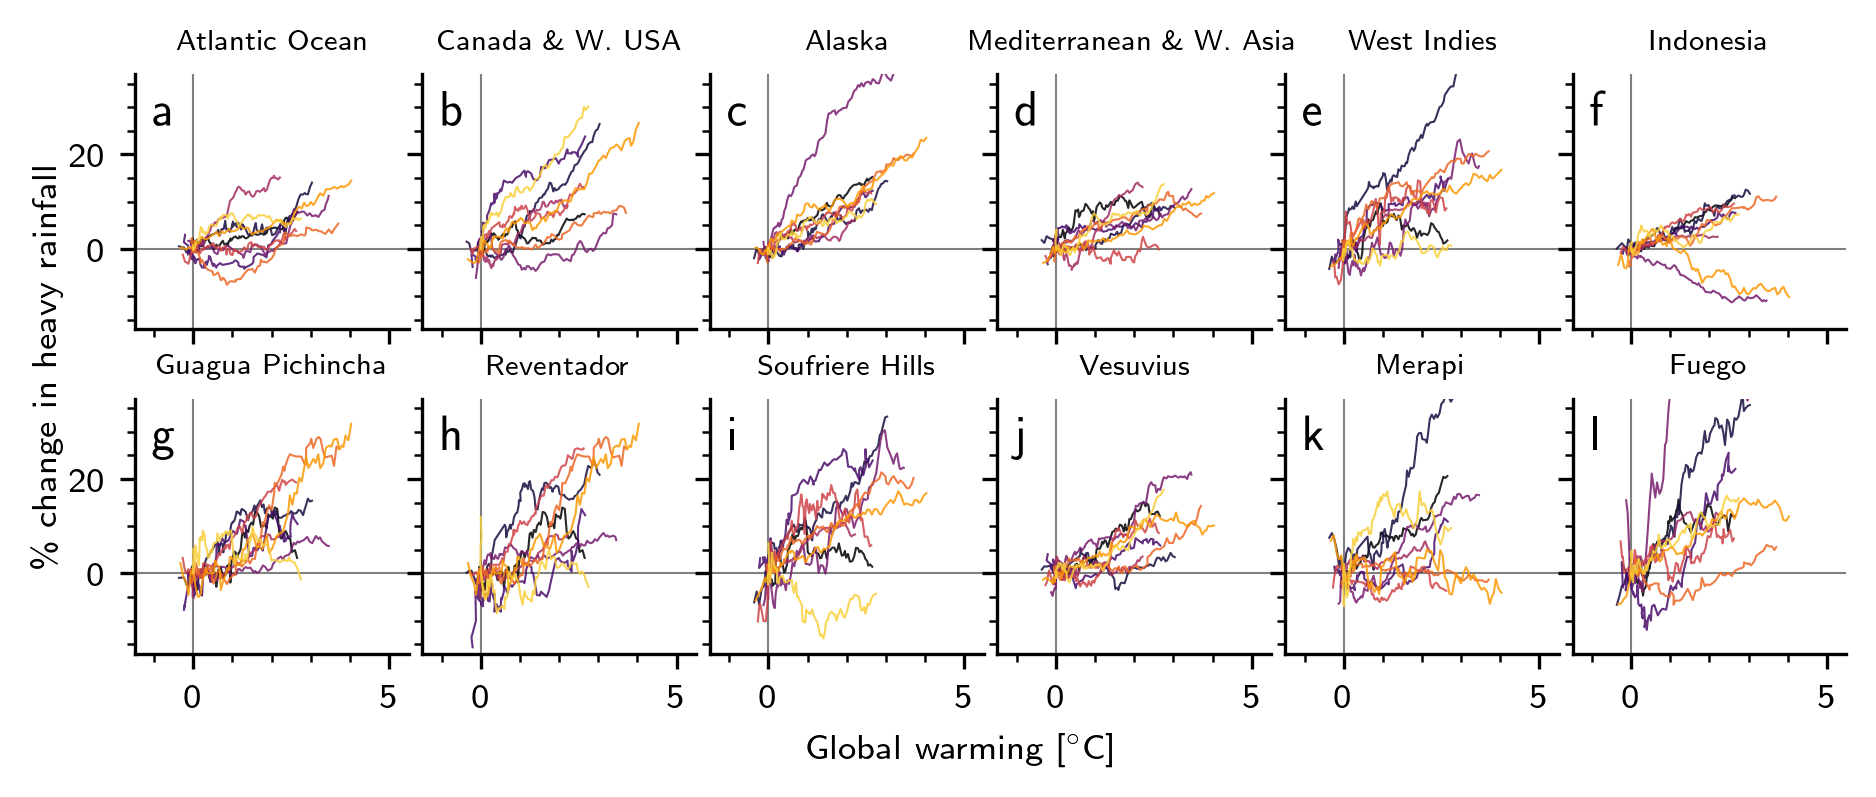 Atlantic Ocean Canada & W. USA Alaska Mediterranean & W. Asia West Indies Indonesia
a b c d e f
20
0
% change in heavy rainfall
Guagua Pichincha Reventador Soufriere Hills Vesuvius Merapi Fuego
g h i j k l
20
0
0 5 0 5 0 5 0 5 0 5 0 5
Global warming [°C]